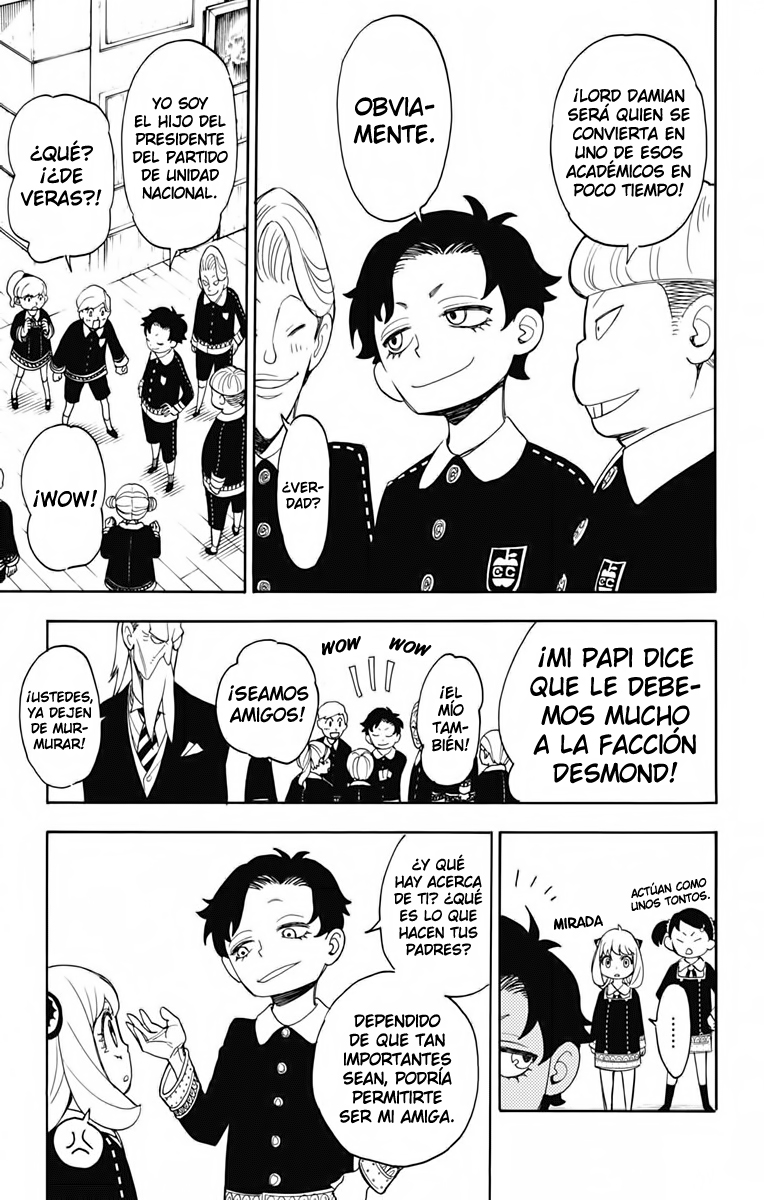 ¡LORD DAMIAN
SERÁ QUIEN SE
CONVIERTA EN
UNO DE ESOS
ACADÉMICOS EN
POCO TIEMPO!
OBVIA-
MENTE.
¿VER-
DAD?
YO SOY
EL HIJO DEL
PRESIDENTE
DEL PARTIDO
DE UNIDAD
NACIONAL.
¿QUÉ?
¡¿DE
VERAS?!
¡WOW!
¡MI PAPI DICE
QUE LE DEBE-
MOS MUCHO
A LA FACCIÓN
DESMOND!
¡EL
MÍO
TAM-
BIÉN!
WOW
WOW
¡SEAMOS
AMIGOS!
¡USTEDES,
YA DEJEN
DE MUR-
MURAR!
ACTÚAN COMO
UNOS TONTOS.
MIRADA
......
¿Y QUÉ
HAY ACERCA
DE TI? ¿QUÉ
ES LO QUE
HACEN TUS
PADRES?
DEPENDIDO
DE QUE TAN
IMPORTANTES
SEAN, PODRÍA
PERMITIRTE
SER MI AMIGA.